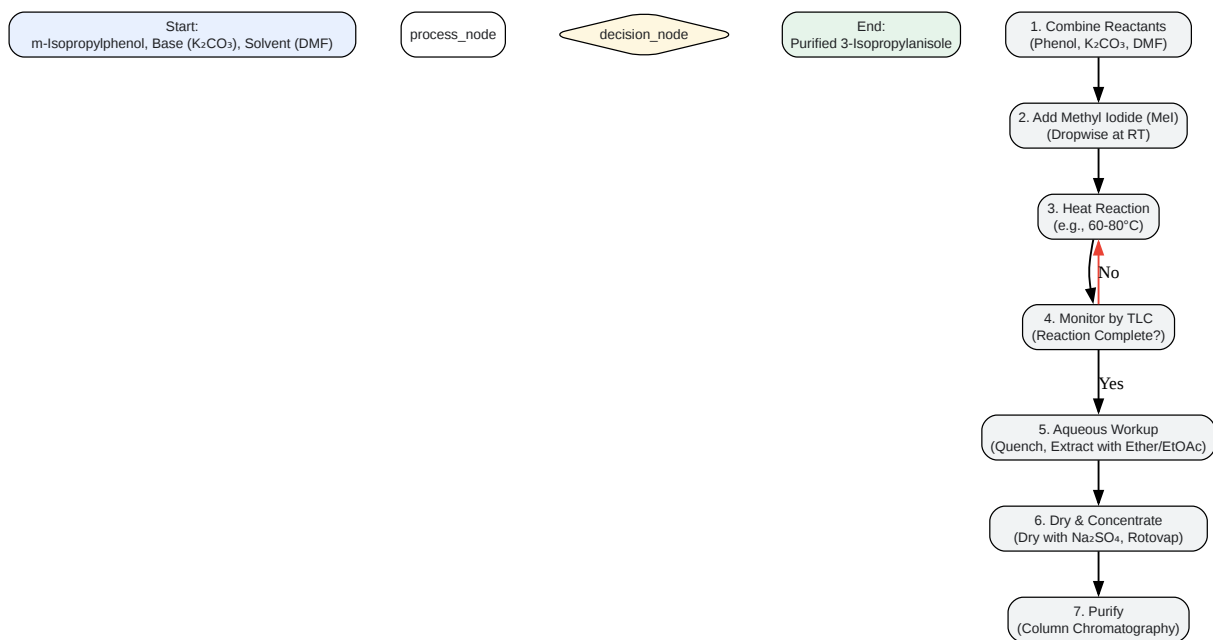 Start:
m-Isopropylphenol, Base (K₂CO₃), Solvent (DMF)
process_node
decision_node
End:
Purified 3-Isopropylanisole
1. Combine Reactants
(Phenol, K₂CO₃, DMF)
2. Add Methyl Iodide (MeI)
(Dropwise at RT)
3. Heat Reaction
(e.g., 60-80°C)
No
4. Monitor by TLC
(Reaction Complete?)
Yes
5. Aqueous Workup
(Quench, Extract with Ether/EtOAc)
6. Dry & Concentrate
(Dry with Na₂SO₄, Rotovap)
7. Purify
(Column Chromatography)